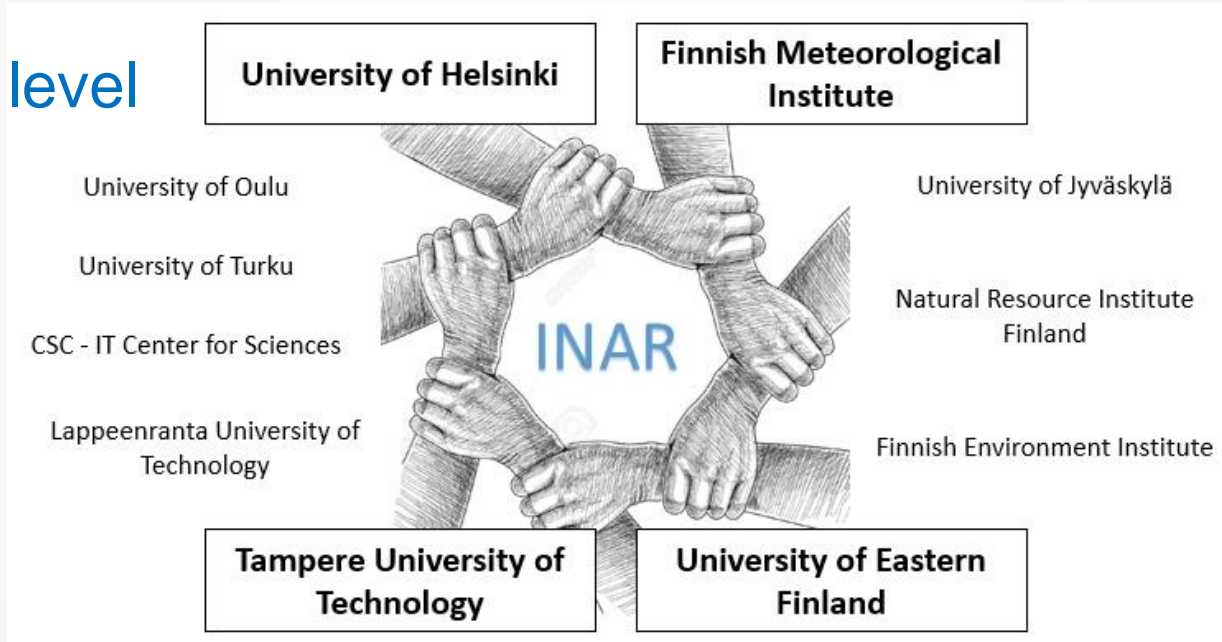 level
University of Helsinki
Finnish Meteorological
Institute
University of Oulu
University of Jyväskylä
University of Turku
Natural Resource Institute
Finland
CSC - IT Center for Sciences
INAR
Lappeenranta University of
Technology
Finnish Environment Institute
Tampere University of
Technology
University of Eastern
Finland